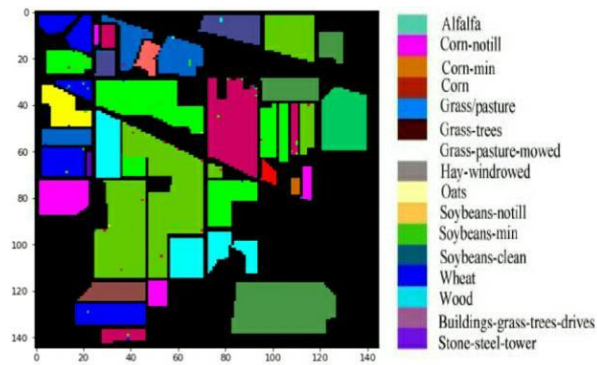 0
20
40
60
80
100
120
140
0 20 40 60 80 100 120 140
Alfalfa
Corn-notill
Corn-min
Corn
Grass/pasture
Grass-trees
Grass-pasture-mowed
Hay-windrowed
Oats
Soybeans-notill
Soybeans-min
Soybeans-clean
Wheat
Wood
Buildings-grass-trees-drives
Stone-steel-tower